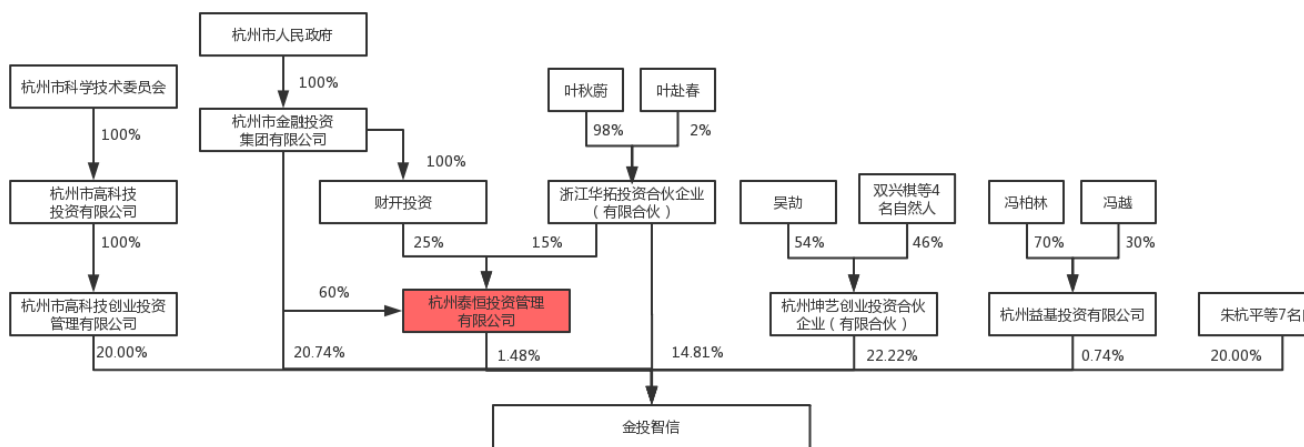 杭州市人民政府
杭州市科学技术委员会
100%
叶秋蔚
叶赴春
杭州市金融投资
集团有限公司
100%
98%
2%
100%
杭州市高科技
投资有限公司
财开投资
浙江华拓投资合伙企业
（有限合伙）
吴劼
双兴棋等4
名自然人
冯柏林
冯越
100%
25%
15%
54%
46%
70%
30%
60%
杭州市高科技创业投资
管理有限公司
杭州泰恒投资管理
有限公司
杭州坤艺创业投资合伙
企业（有限合伙）
杭州益基投资有限公司
朱杭平等7名
20.00%
20.74%
1.48%
14.81%
22.22%
0.74%
20.00%
金投智信